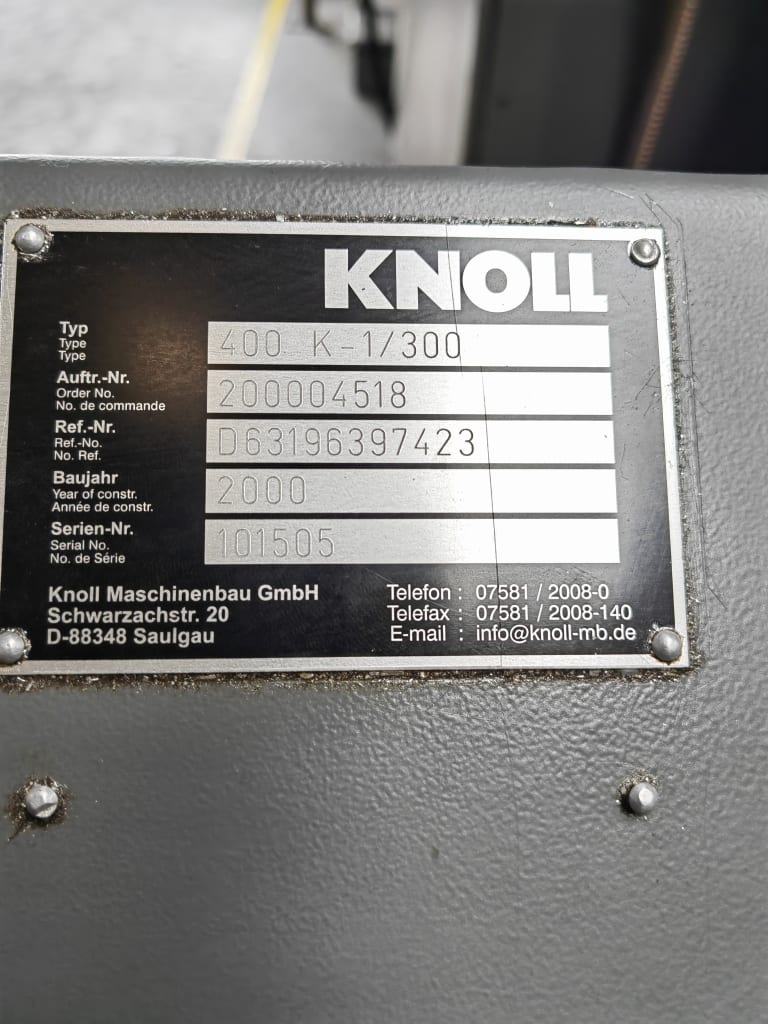 KNOLL
Typ
Type
Type
400 K-1/300
Auftr.-Nr.
Order No.
No. de commande
200004518
Ref.-Nr.
Ref.-No.
No. Ref.
D63196397423
Baujahr
Year of constr.
Année de constr.
2000
Serien-Nr.
Serial No.
No. de Série
101505
Knoll Maschinenbau GmbH
Schwarzachstr. 20
D-88348 Saulgau
Telefon : 07581 / 2008-0
Telefax : 07581 / 2008-140
E-mail : info@knoll-mb.de